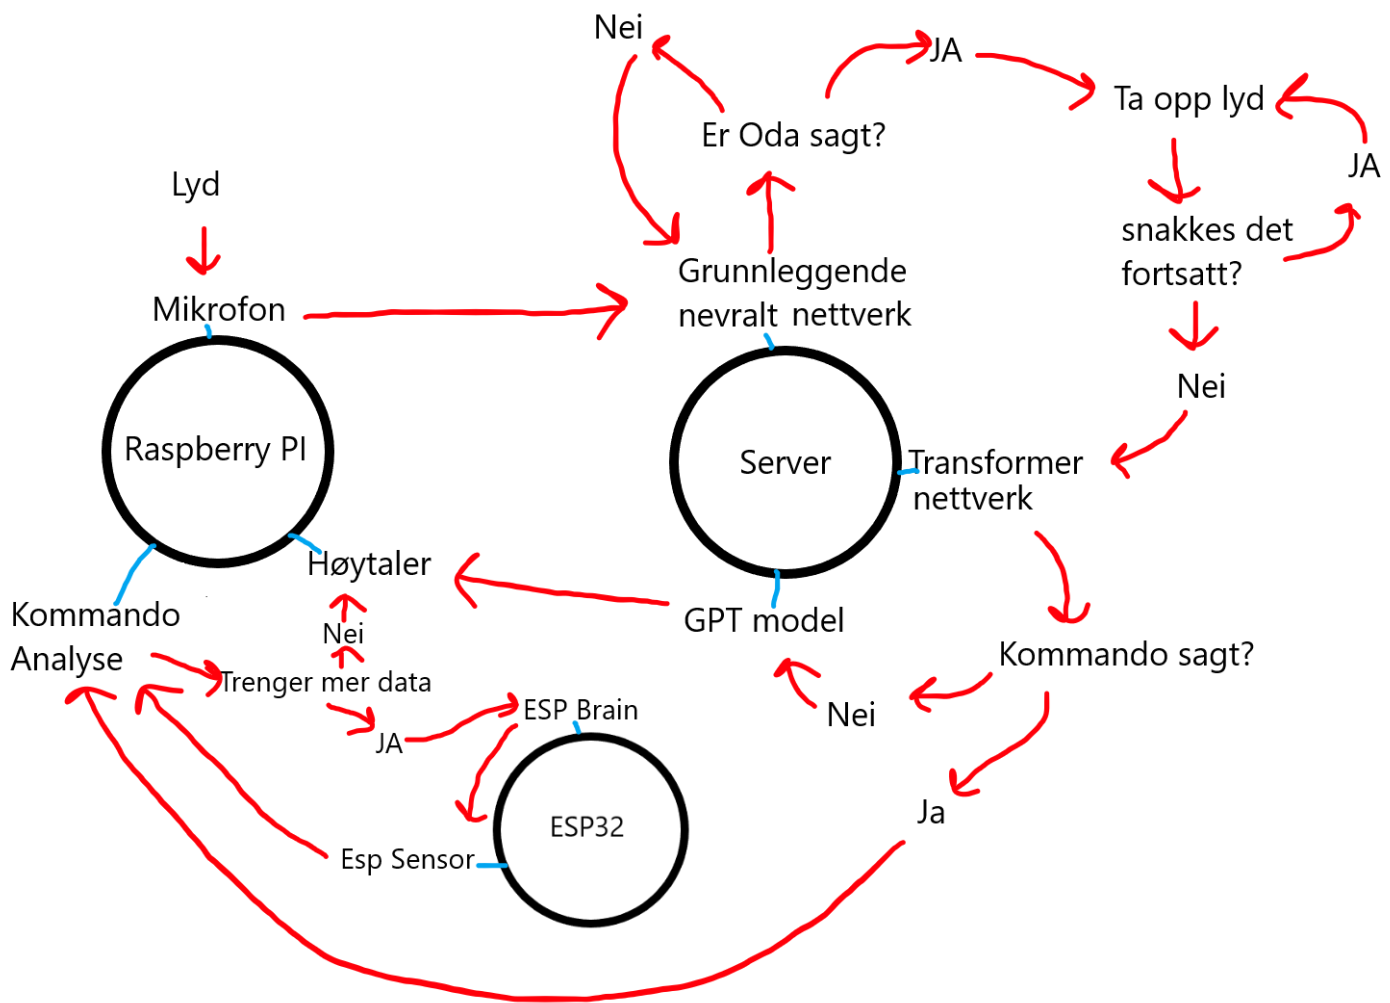 Nei
JA
Ta opp lyd
Er Oda sagt?
JA
Lyd
snakkes det
fortsatt?
Grunnleggende
nevralt nettverk
Mikrofon
Nei
Raspberry PI
Server
Transformer
nettverk
Høytaler
Kommando
Analyse
Nei
GPT model
Kommando sagt?
Trenger mer data
Nei
JA
ESP Brain
Ja
ESP32
Esp Sensor